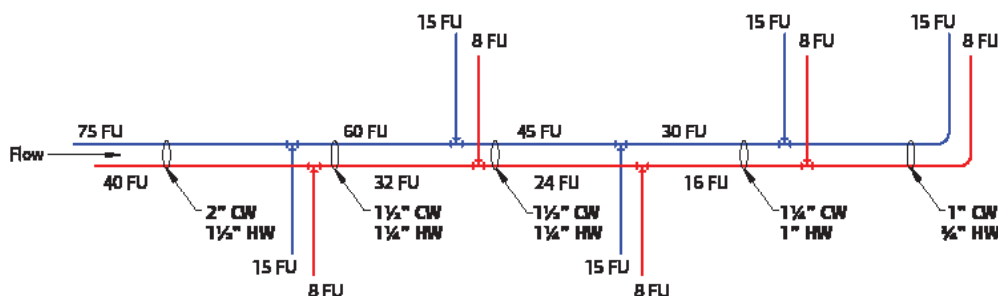 15 FU
8 FU
15 FU
8 FU
15 FU
8 FU
75 FU
60 FU
45 FU
30 FU
Flow
40 FU
32 FU
24 FU
16 FU
2" CW
1½" HW
1½" CW
1¼" HW
1½" CW
1¼" HW
1¼" CW
1" HW
1" CW
¾" HW
15 FU
8 FU
15 FU
8 FU